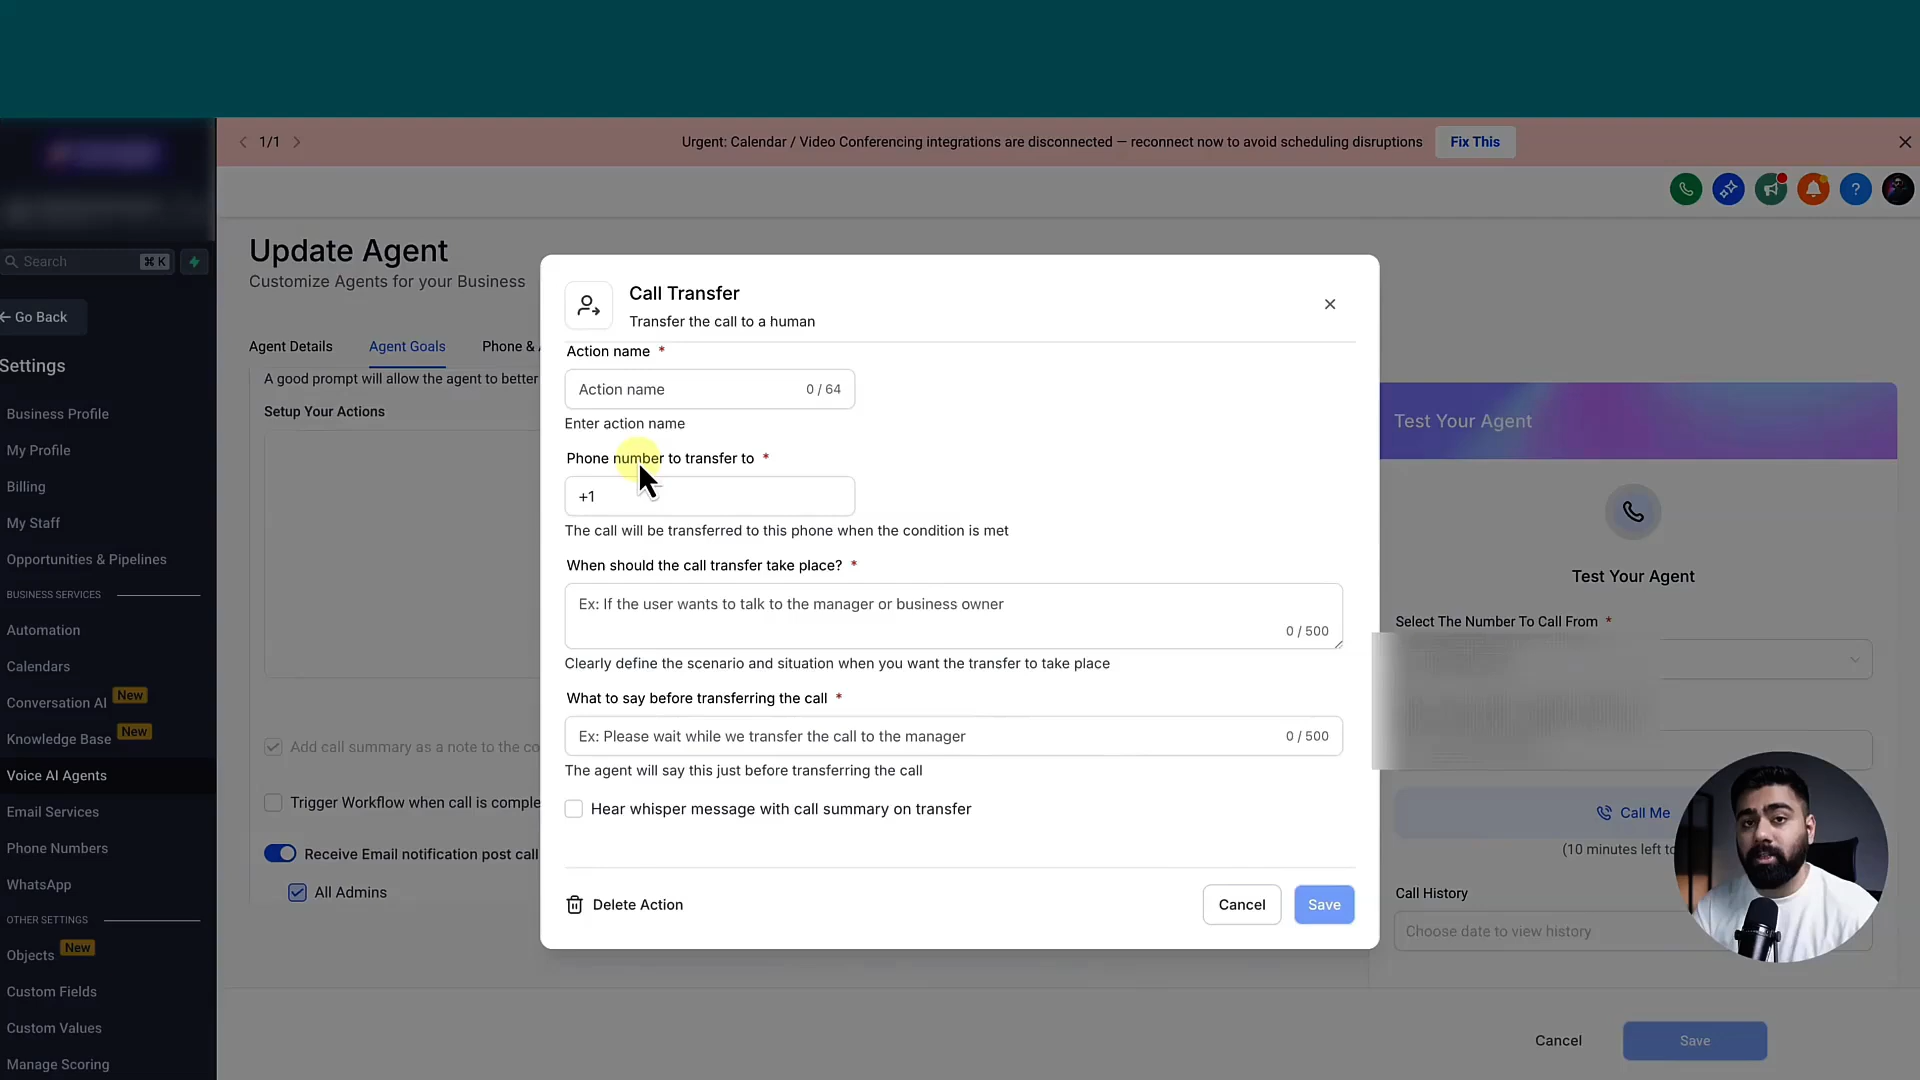 1/1
Urgent: Calendar / Video Conferencing integrations are disconnected — reconnect now to avoid scheduling disruptions
Fix This
Search
⌘ K
Go Back
Settings
Business Profile
My Profile
Billing
My Staff
Opportunities & Pipelines
BUSINESS SERVICES
Automation
Calendars
Conversation AI
New
Knowledge Base
New
Voice AI Agents
Email Services
Phone Numbers
WhatsApp
OTHER SETTINGS
Objects
New
Custom Fields
Custom Values
Manage Scoring
Update Agent
Customize Agents for your Business
Agent Details
Agent Goals
Phone &
A good prompt will allow the agent to better
Setup Your Actions
Add call summary as a note to the co
Trigger Workflow when call is comple
Receive Email notification post call
All Admins
Call Transfer
Transfer the call to a human
Action name *
Action name
0 / 64
Enter action name
Phone number to transfer to *
+1
The call will be transferred to this phone when the condition is met
When should the call transfer take place? *
Ex: If the user wants to talk to the manager or business owner
0 / 500
Clearly define the scenario and situation when you want the transfer to take place
What to say before transferring the call *
Ex: Please wait while we transfer the call to the manager
0 / 500
The agent will say this just before transferring the call
Hear whisper message with call summary on transfer
Delete Action
Cancel
Save
Test Your Agent
Test Your Agent
Select The Number To Call From *
Call Me
(10 minutes left to
Call History
Choose date to view history
Cancel
Save